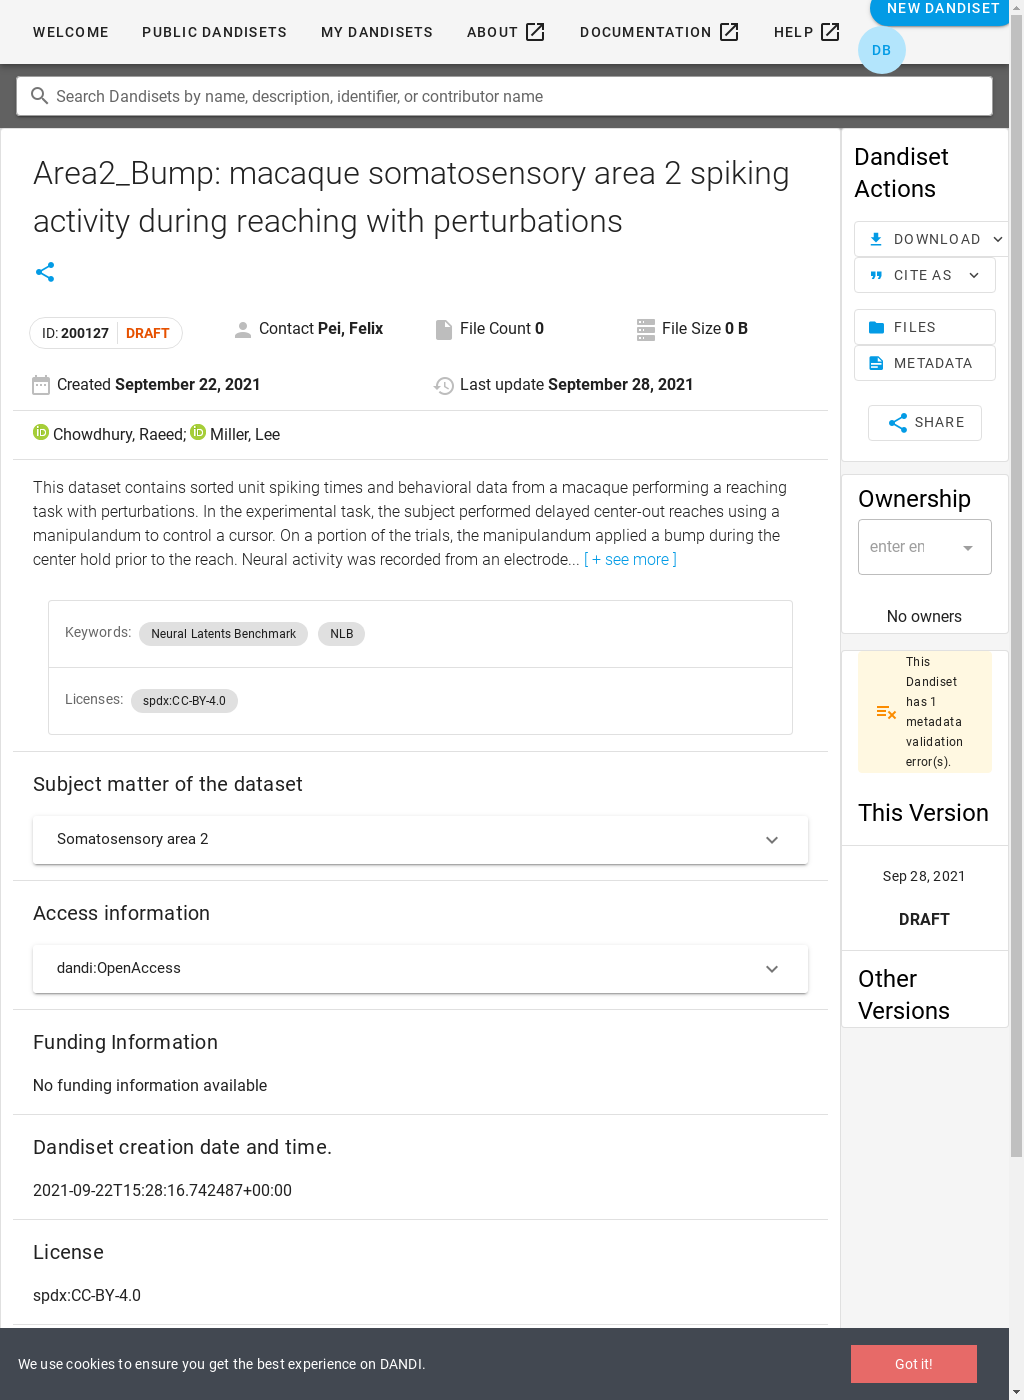 WELCOME
PUBLIC DANDISETS
MY DANDISETS
ABOUT
DOCUMENTATION
HELP
NEW DANDISET
DB
Search Dandisets by name, description, identifier, or contributor name
Area2_Bump: macaque somatosensory area 2 spiking
activity during reaching with perturbations
ID: 200127 DRAFT
Contact Pei, Felix
File Count 0
File Size 0 B
Created September 22, 2021
Last update September 28, 2021
iD Chowdhury, Raeed; iD Miller, Lee
This dataset contains sorted unit spiking times and behavioral data from a macaque performing a reaching
task with perturbations. In the experimental task, the subject performed delayed center-out reaches using a
manipulandum to control a cursor. On a portion of the trials, the manipulandum applied a bump during the
center hold prior to the reach. Neural activity was recorded from an electrode... [ + see more ]
Keywords: Neural Latents Benchmark NLB
Licenses: spdx:CC-BY-4.0
Subject matter of the dataset
Somatosensory area 2
Access information
dandi:OpenAccess
Funding Information
No funding information available
Dandiset creation date and time.
2021-09-22T15:28:16.742487+00:00
License
spdx:CC-BY-4.0
Dandiset
Actions
DOWNLOAD
CITE AS
FILES
METADATA
SHARE
Ownership
enter en
No owners
This
Dandiset
has 1
metadata
validation
error(s).
This Version
Sep 28, 2021
DRAFT
Other
Versions
We use cookies to ensure you get the best experience on DANDI.
Got it!